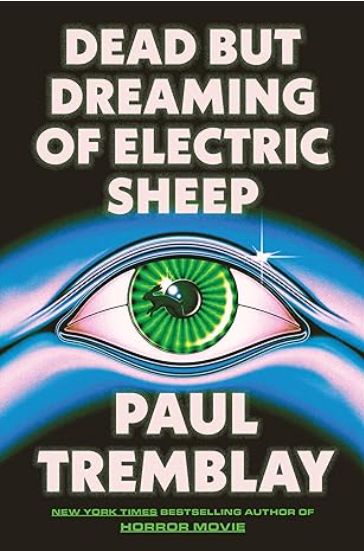 DEAD BUT
DREAMING
OF ELECTRIC
SHEEP
PAUL
TREMBLAY
NEW YORK TIMES BESTSELLING AUTHOR OF
HORROR MOVIE